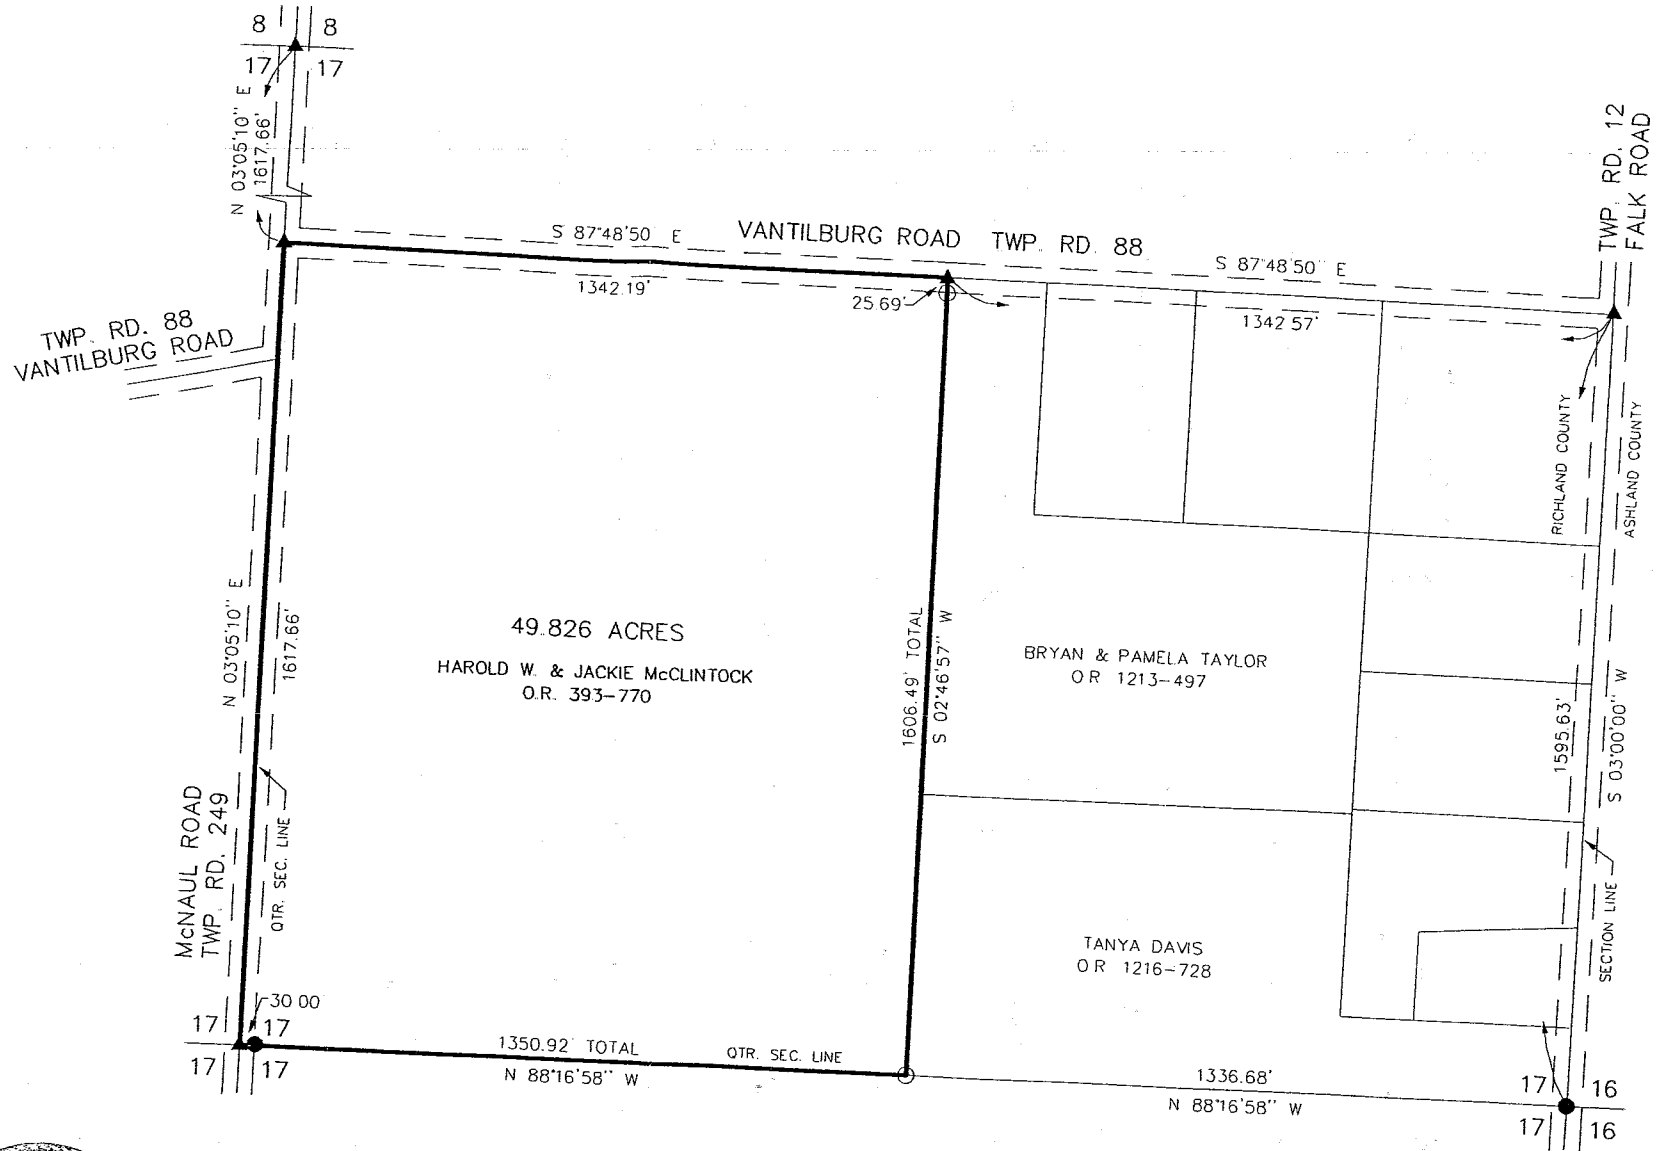 8 8
17 17
N 03°05'10" E
1617.66'
TWP. RD. 12
FALK ROAD
S 87°48'50 E
VANTILBURG ROAD TWP. RD. 88
S 87°48'50" E
1342.19'
25.69'
1342.57'
TWP. RD. 88
VANTILBURG ROAD
RICHLAND COUNTY
ASHLAND COUNTY
N 03°05'10" E
1617.66'
49.826 ACRES
HAROLD W. & JACKIE McCLINTOCK
O.R. 393-770
1606.49' TOTAL
S 02°46'57" W
BRYAN & PAMELA TAYLOR
O R 1213-497
1595.63'
S 03°00'00" W
McNAUL ROAD
TWP. RD. 249
QTR. SEC. LINE
SECTION LINE
TANYA DAVIS
O R 1216-728
30 00
17 17
1350.92' TOTAL
QTR. SEC. LINE
N 88°16'58" W
17 17
1336.68'
N 88°16'58" W
17 16
17 16